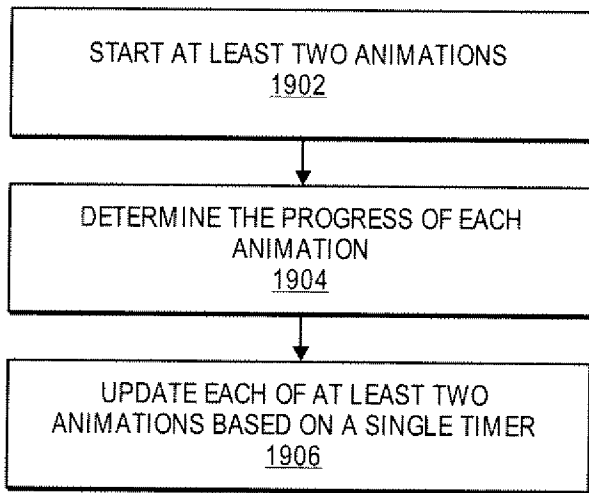 START AT LEAST TWO ANIMATIONS
1902
DETERMINE THE PROGRESS OF EACH
ANIMATION
1904
UPDATE EACH OF AT LEAST TWO
ANIMATIONS BASED ON A SINGLE TIMER
1906